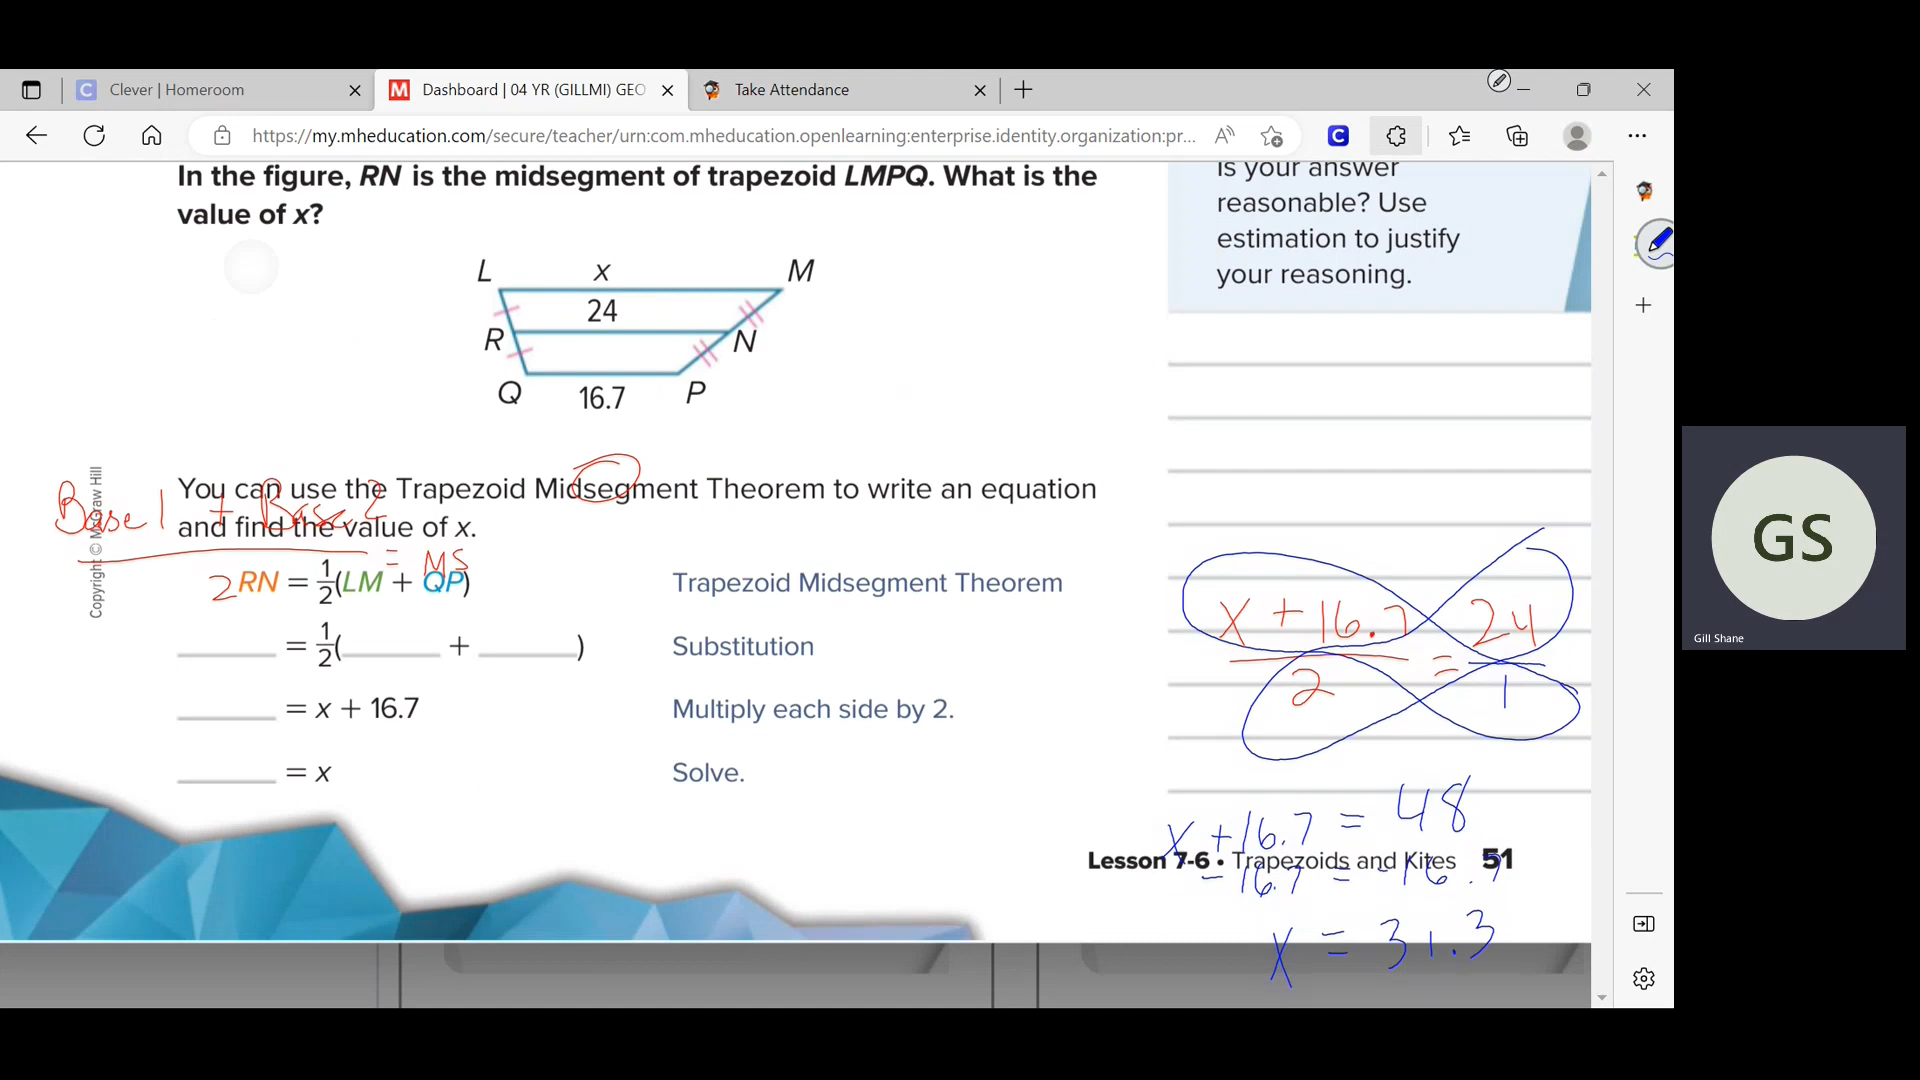 Clever | Homeroom
Dashboard | 04 YR (GILLMI) GEO
Take Attendance
https://my.mheducation.com/secure/teacher/urn:com.mheducation.openlearning:enterprise.identity.organization:pr...
In the figure, RN is the midsegment of trapezoid LMPQ. What is the
value of x?
L x M
24
R N
Q 16.7 P
You can use the Trapezoid Midsegment Theorem to write an equation
and find the value of x.
Base 1 + Base 2
= MS
2
RN = 1/2(LM + QP) Trapezoid Midsegment Theorem
____ = 1/2(____ + ____) Substitution
____ = x + 16.7 Multiply each side by 2.
____ = x Solve.
Copyright © McGraw Hill
Is your answer
reasonable? Use
estimation to justify
your reasoning.
x + 16.7 = 24
2 1
x + 16.7 = 48
- 16.7 = - 16.7
x = 31.3
Lesson 7-6 • Trapezoids and Kites 51
GS
Gill Shane